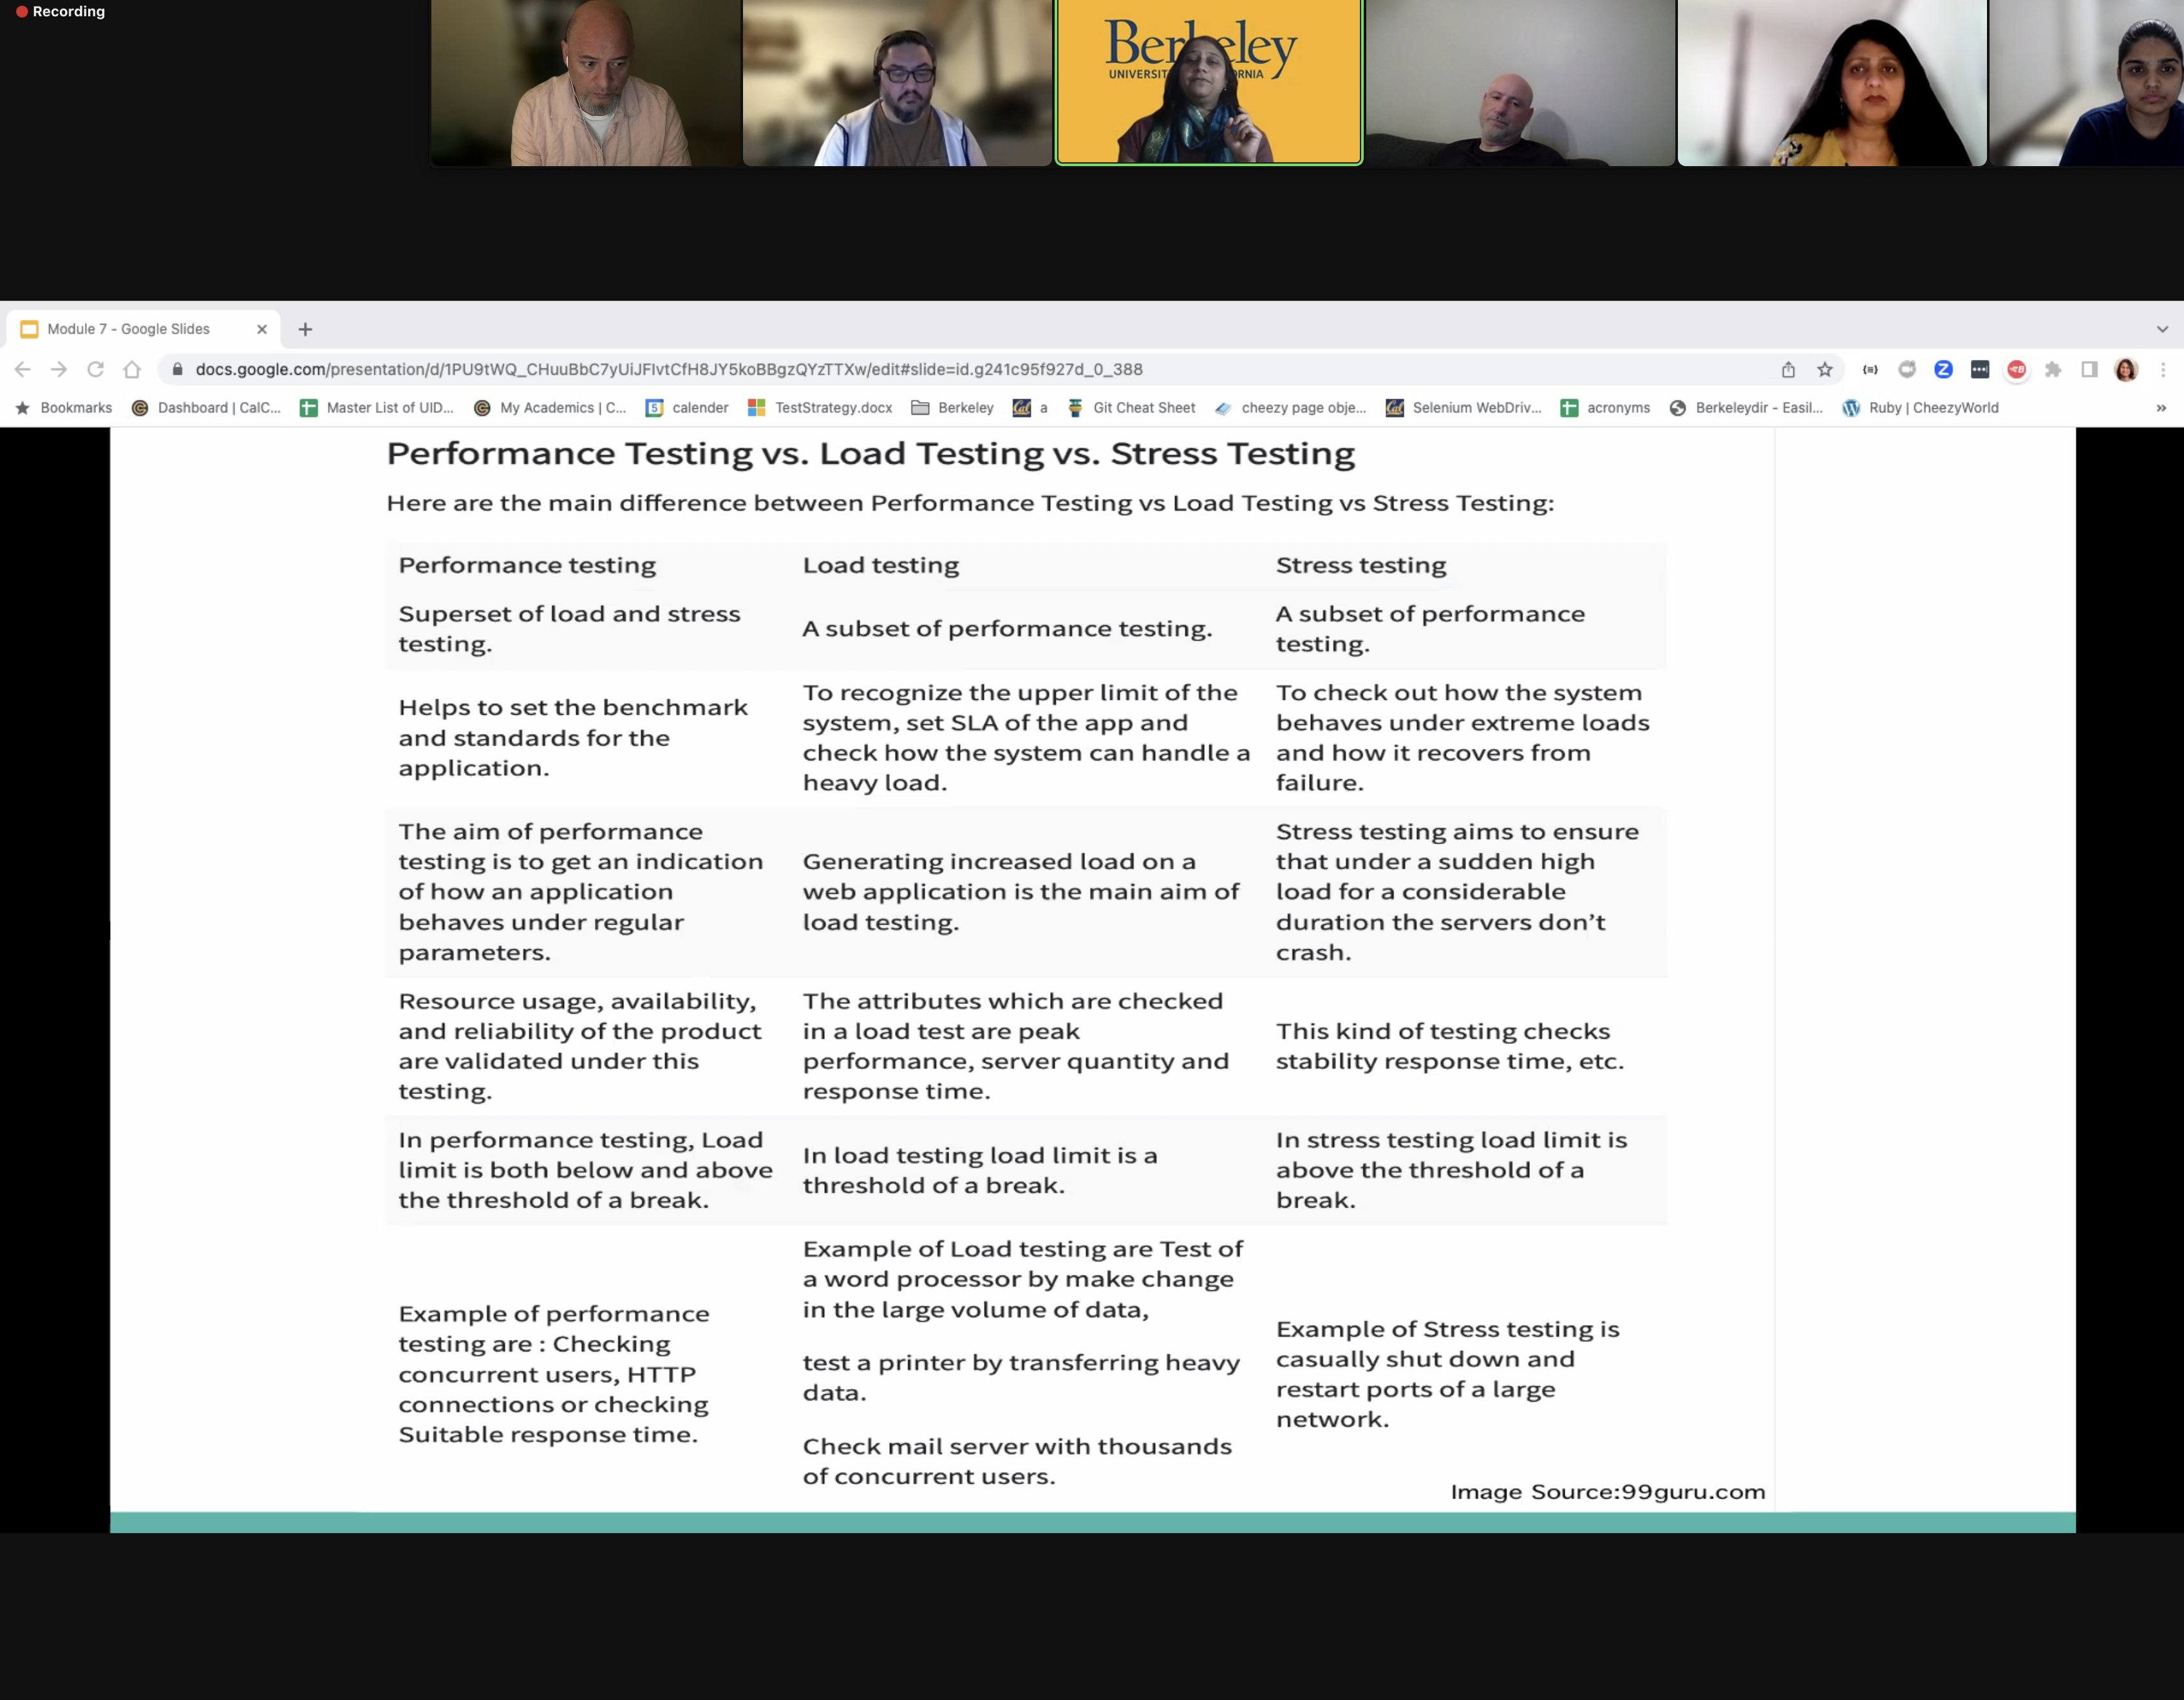 Recording
Berkeley
UNIVERSIT ORNIA
Module 7 - Google Slides
docs.google.com/presentation/d/1PU9tWQ_CHuuBbC7yUiJFIvtCfH8JY5koBBgzQYzTTXw/edit#slide=id.g241c95f927d_0_388
Bookmarks Dashboard | CalC... Master List of UID... My Academics | C... 5 calender TestStrategy.docx Berkeley Cal a Git Cheat Sheet cheezy page obje... Cal Selenium WebDriv... acronyms Berkeleydir - Easil... Ruby | CheezyWorld »
Performance Testing vs. Load Testing vs. Stress Testing
Here are the main difference between Performance Testing vs Load Testing vs Stress Testing:
Performance testing
Load testing
Stress testing
Superset of load and stress
testing.
A subset of performance testing.
A subset of performance
testing.
Helps to set the benchmark
and standards for the
application.
To recognize the upper limit of the
system, set SLA of the app and
check how the system can handle a
heavy load.
To check out how the system
behaves under extreme loads
and how it recovers from
failure.
The aim of performance
testing is to get an indication
of how an application
behaves under regular
parameters.
Generating increased load on a
web application is the main aim of
load testing.
Stress testing aims to ensure
that under a sudden high
load for a considerable
duration the servers don't
crash.
Resource usage, availability,
and reliability of the product
are validated under this
testing.
The attributes which are checked
in a load test are peak
performance, server quantity and
response time.
This kind of testing checks
stability response time, etc.
In performance testing, Load
limit is both below and above
the threshold of a break.
In load testing load limit is a
threshold of a break.
In stress testing load limit is
above the threshold of a
break.
Example of performance
testing are : Checking
concurrent users, HTTP
connections or checking
Suitable response time.
Example of Load testing are Test of
a word processor by make change
in the large volume of data,
test a printer by transferring heavy
data.
Check mail server with thousands
of concurrent users.
Example of Stress testing is
casually shut down and
restart ports of a large
network.
Image Source:99guru.com